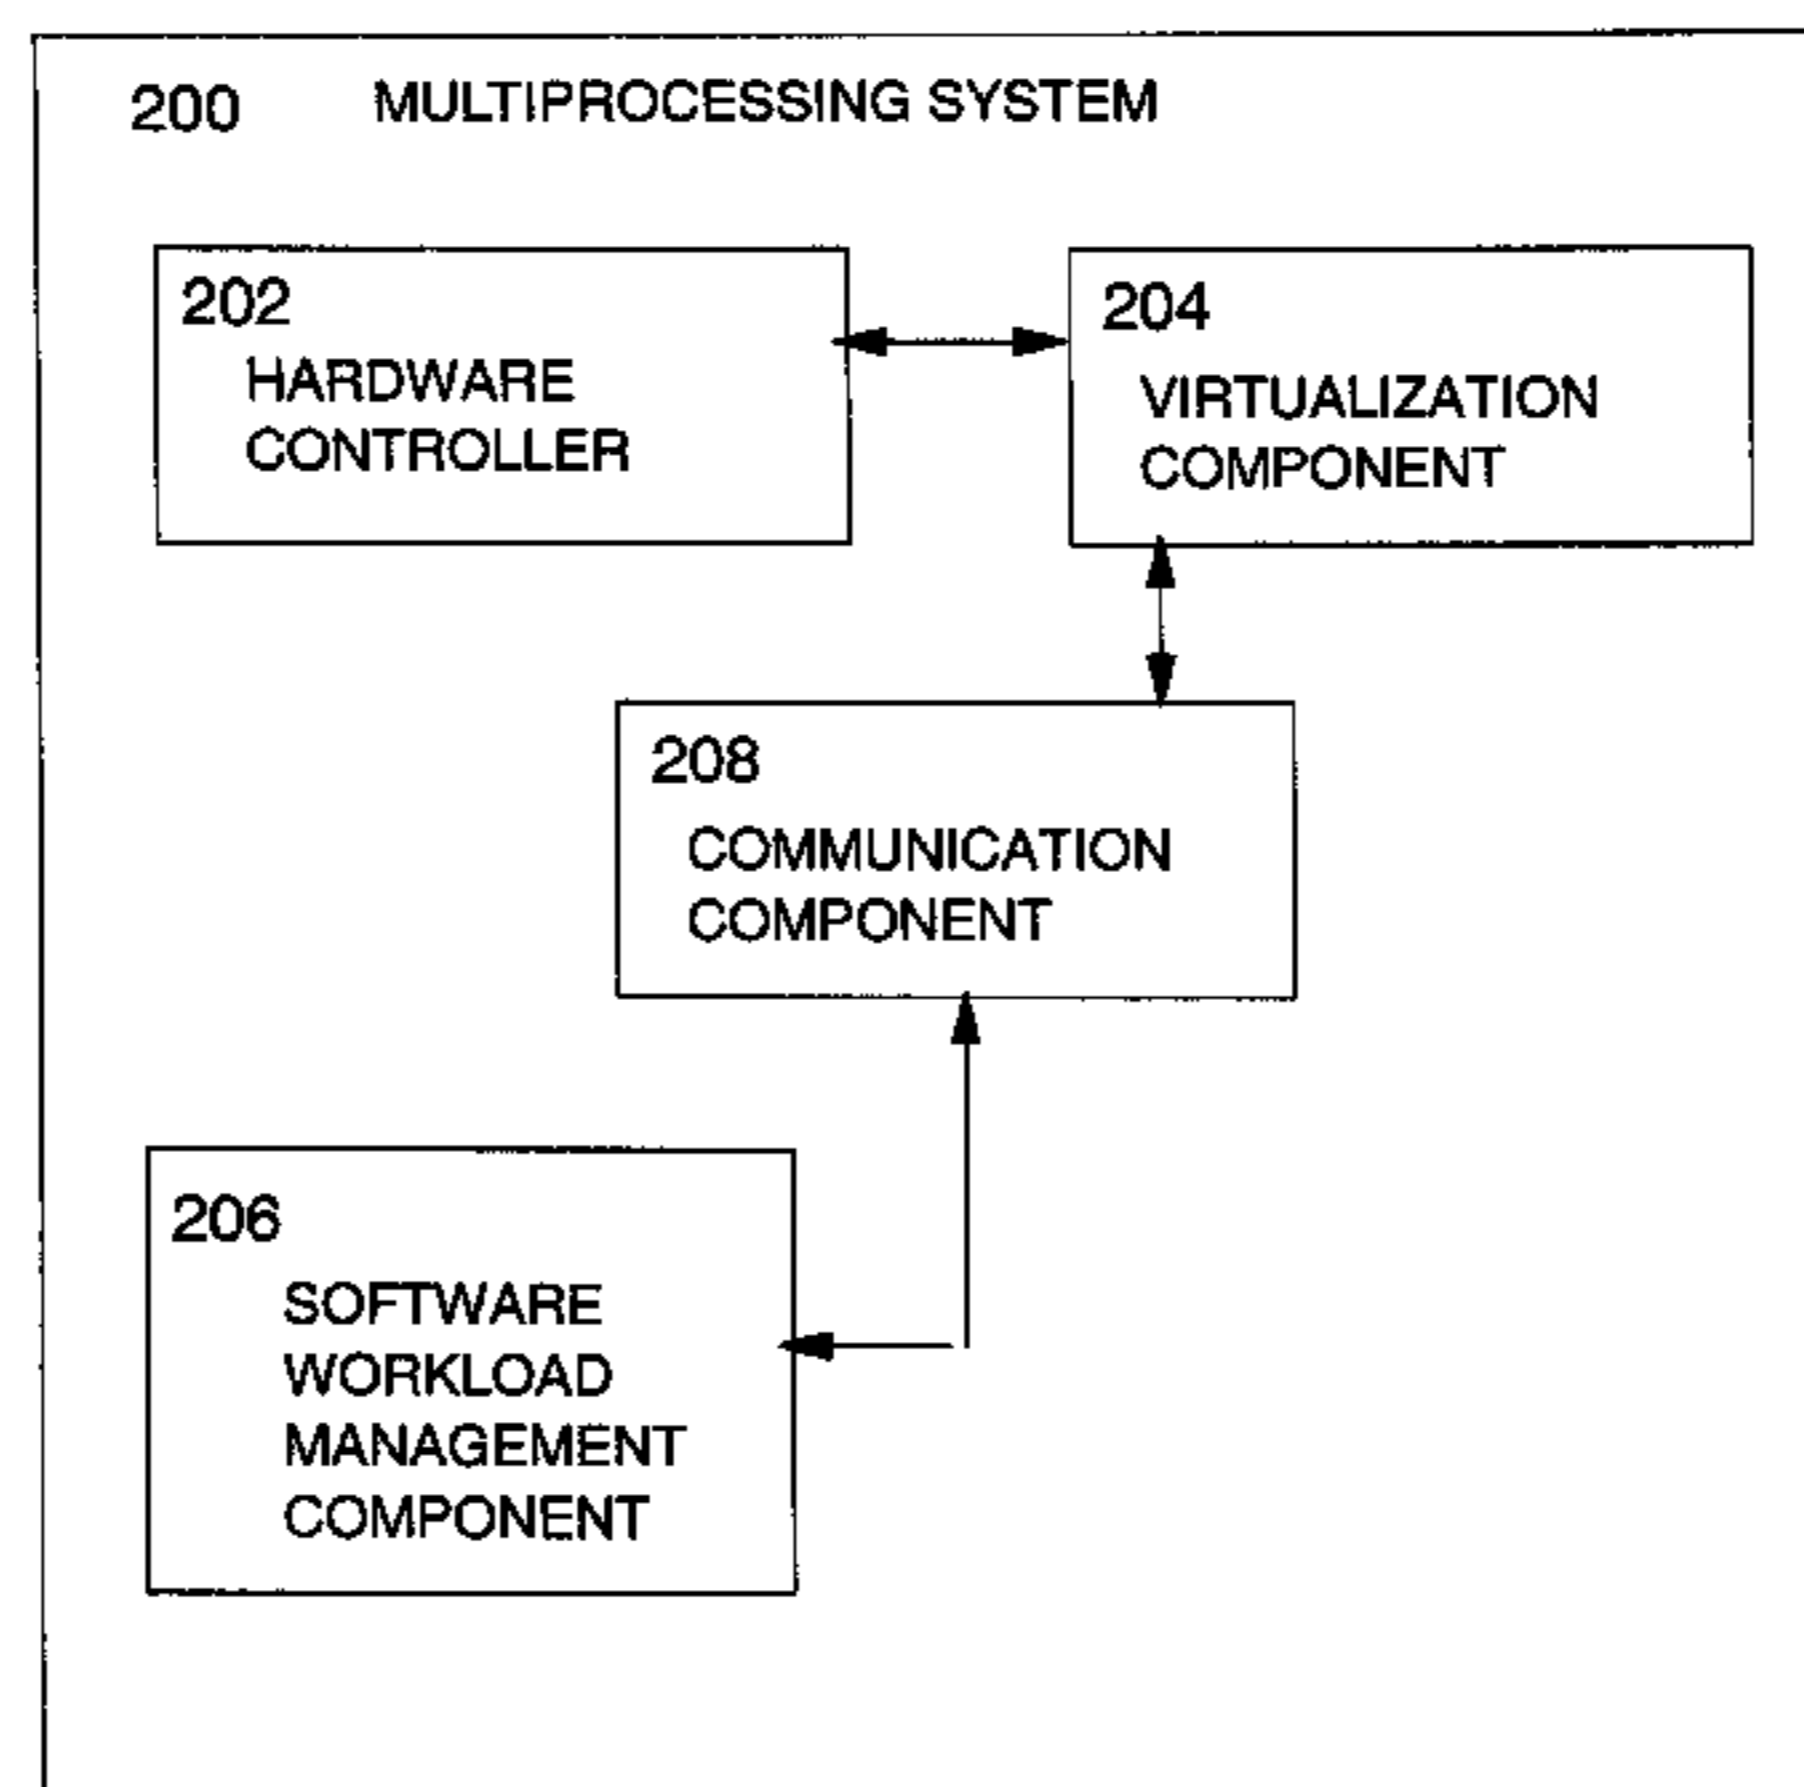 200 MULTIPROCESSING SYSTEM
202
HARDWARE
CONTROLLER
204
VIRTUALIZATION
COMPONENT
208
COMMUNICATION
COMPONENT
206
SOFTWARE
WORKLOAD
MANAGEMENT
COMPONENT